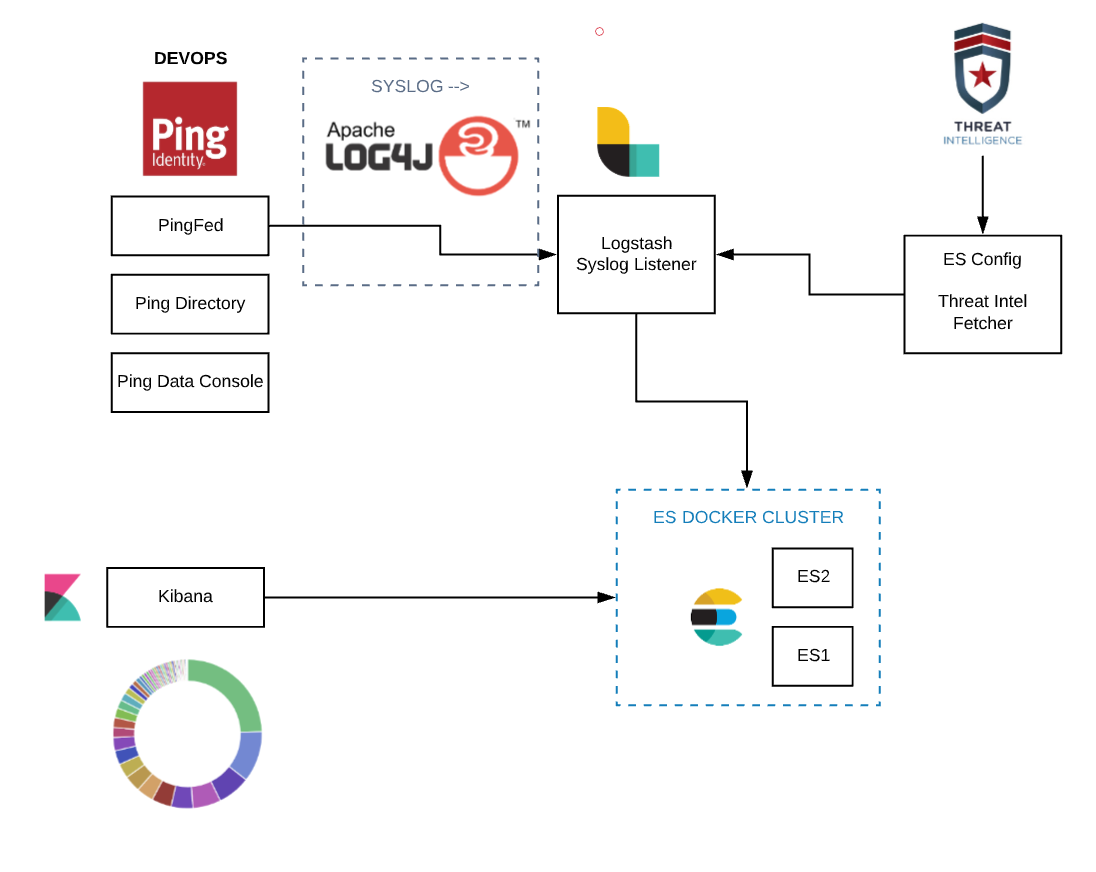 DEVOPS
Ping
Identity.
SYSLOG -->
Apache
LOG4J
TM
THREAT
INTELLIGENCE
PingFed
Ping Directory
Ping Data Console
Logstash
Syslog Listener
ES Config
Threat Intel
Fetcher
ES DOCKER CLUSTER
ES2
ES1
Kibana